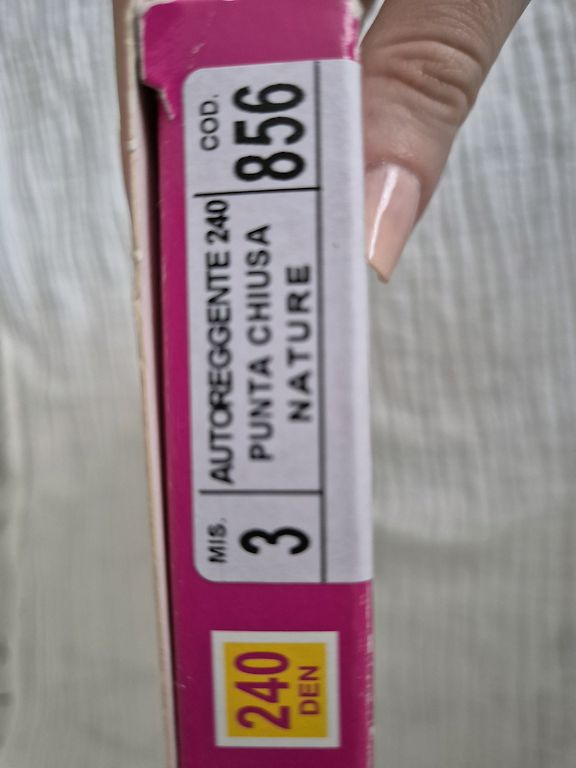 MIS.
3
AUTOREGGENTE 240
PUNTA CHIUSA
NATURE
COD.
856
240
DEN